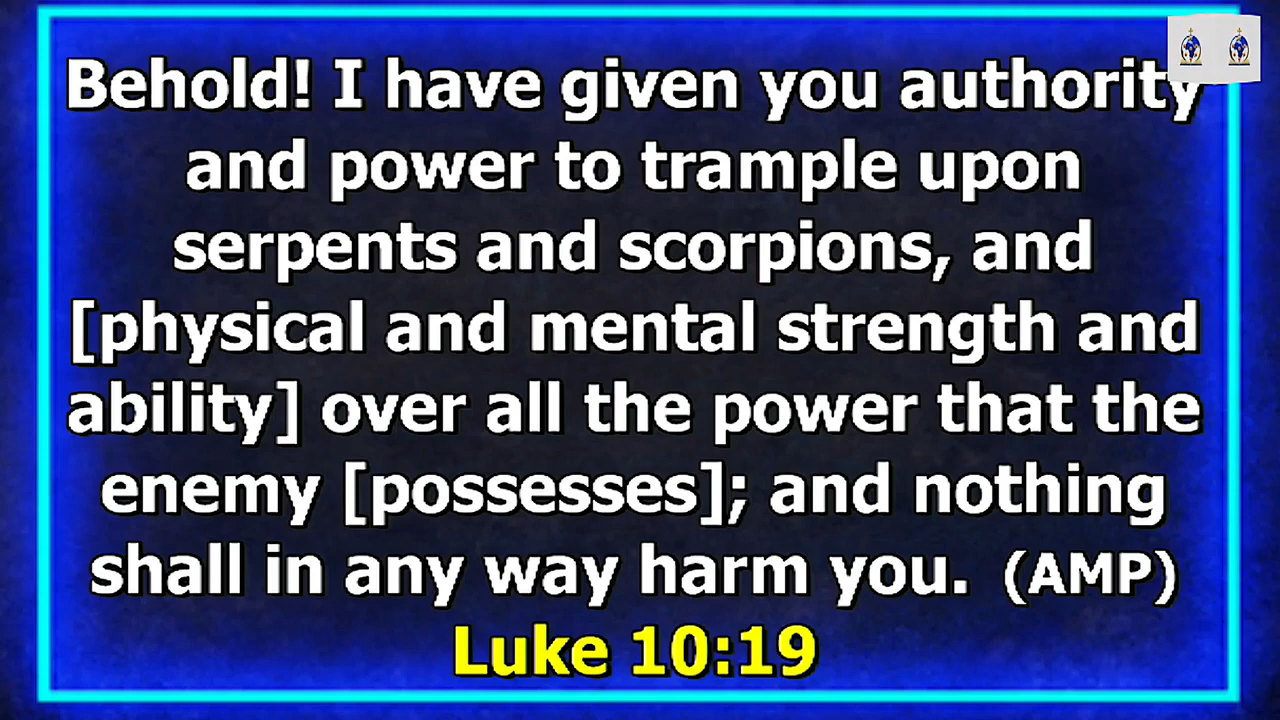 Behold! I have given you authority
and power to trample upon
serpents and scorpions, and
[physical and mental strength and
ability] over all the power that the
enemy [possesses]; and nothing
shall in any way harm you. (AMP)
Luke 10:19